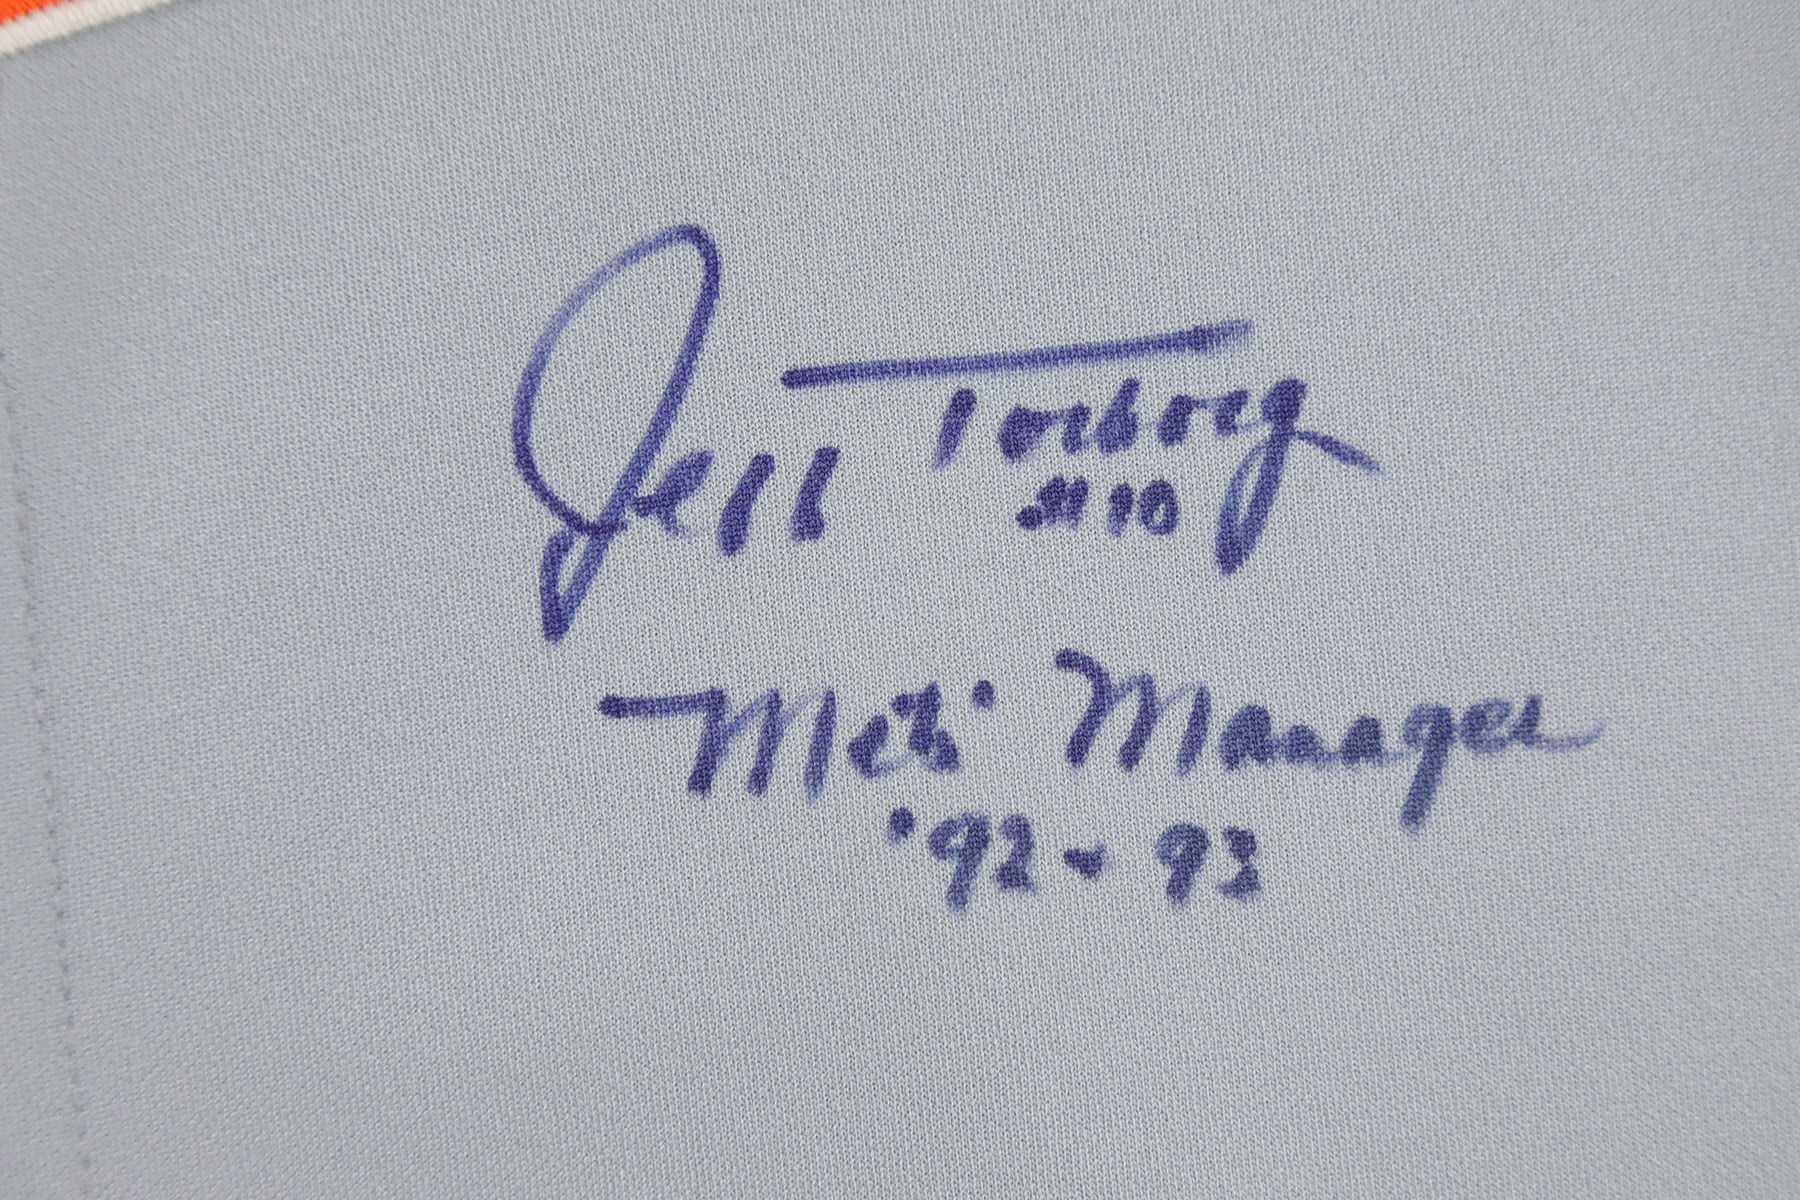 Jeff Torborg
#10
Mets' Manager
'92-93